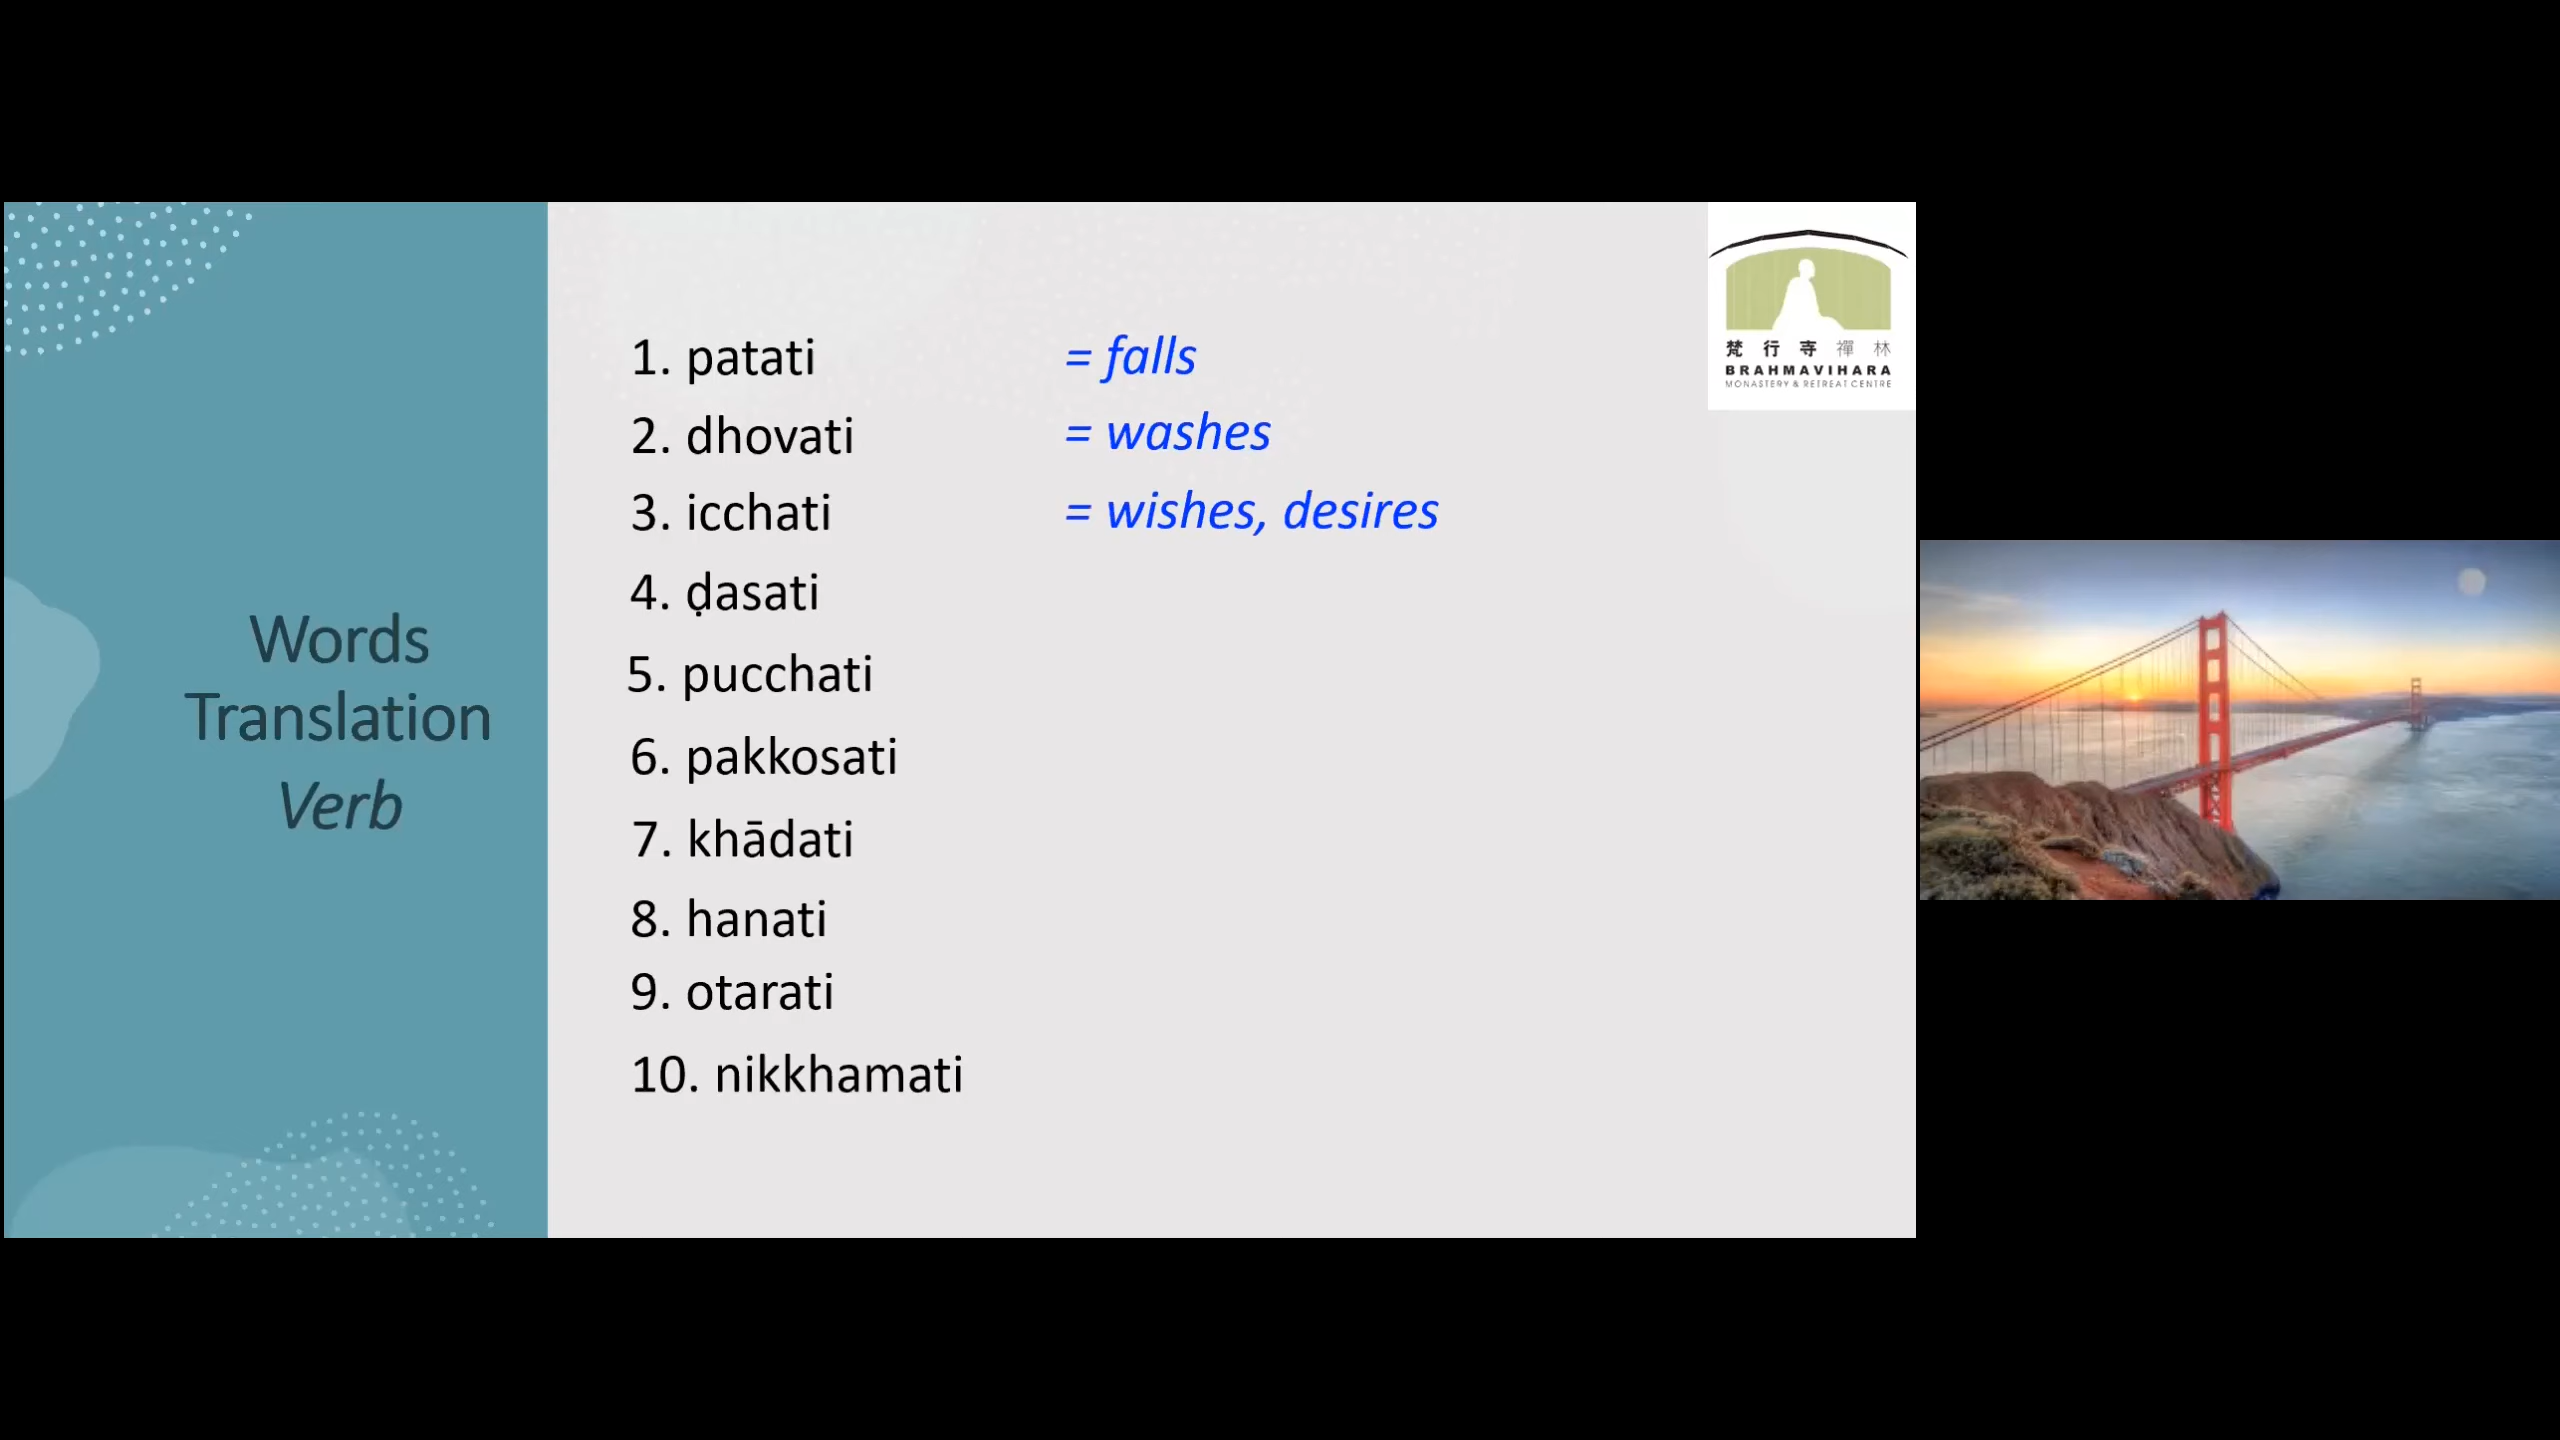 Words
Translation
Verb
1. patati = falls
2. dhovati = washes
3. icchati = wishes, desires
4. ḍasati
5. pucchati
6. pakkosati
7. khādati
8. hanati
9. otarati
10. nikkhamati
梵行寺禪林
BRAHMAVIHARA
MONASTERY & RETREAT CENTRE